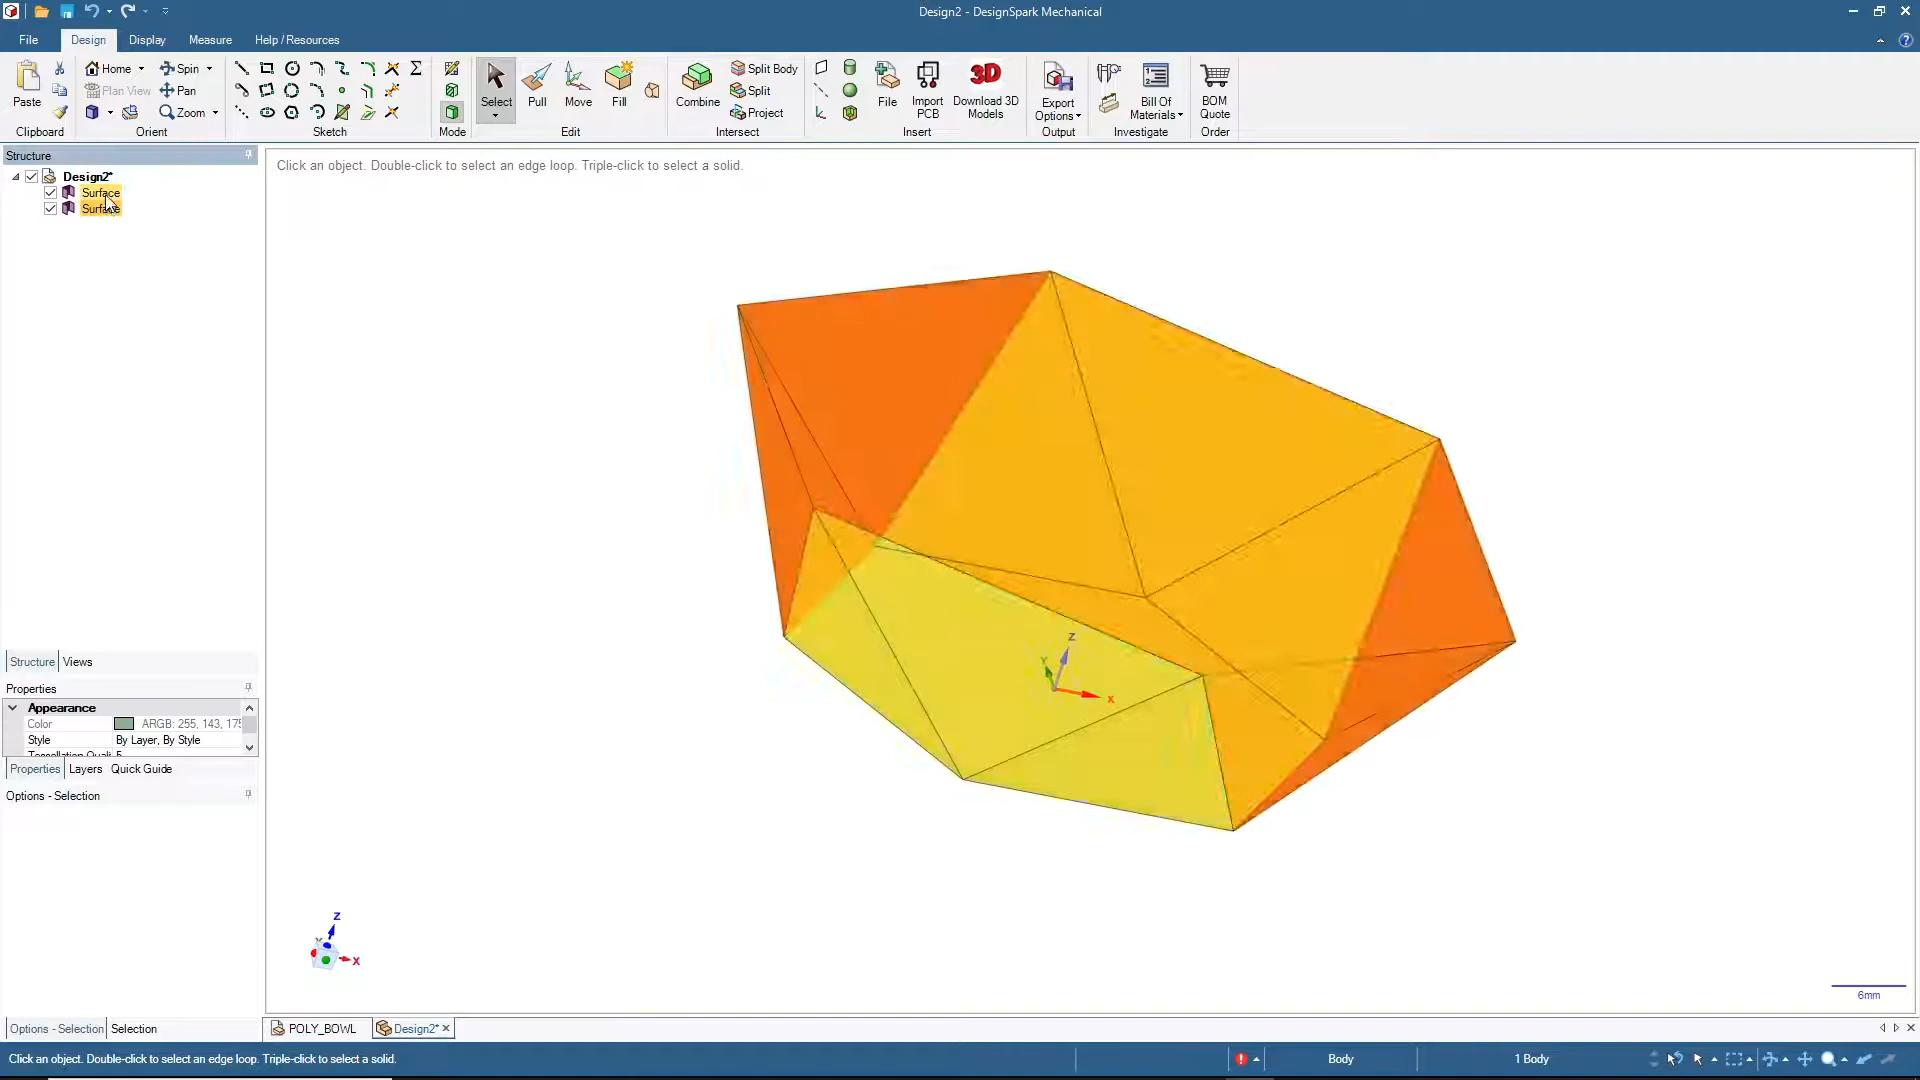 Design2 - DesignSpark Mechanical
File Design Display Measure Help / Resources
Paste
Clipboard
Home Spin
Plan View Pan
Zoom
Orient
Sketch
Mode
Select Pull Move Fill
Edit
Combine
Split Body
Split
Project
Intersect
File
Import PCB
Download 3D Models
3D
Insert
Export Options
Output
Bill Of Materials
Investigate
BOM Quote
Order
Structure
Design2*
Surface
Surface
Click an object. Double-click to select an edge loop. Triple-click to select a solid.
Z
Y
X
Structure Views
Properties
Appearance
Color ARGB: 255, 143, 175
Style By Layer, By Style
Properties Layers Quick Guide
Options - Selection
Z
X
6mm
Options - Selection Selection
POLY_BOWL Design2*
Click an object. Double-click to select an edge loop. Triple-click to select a solid.
Body
1 Body